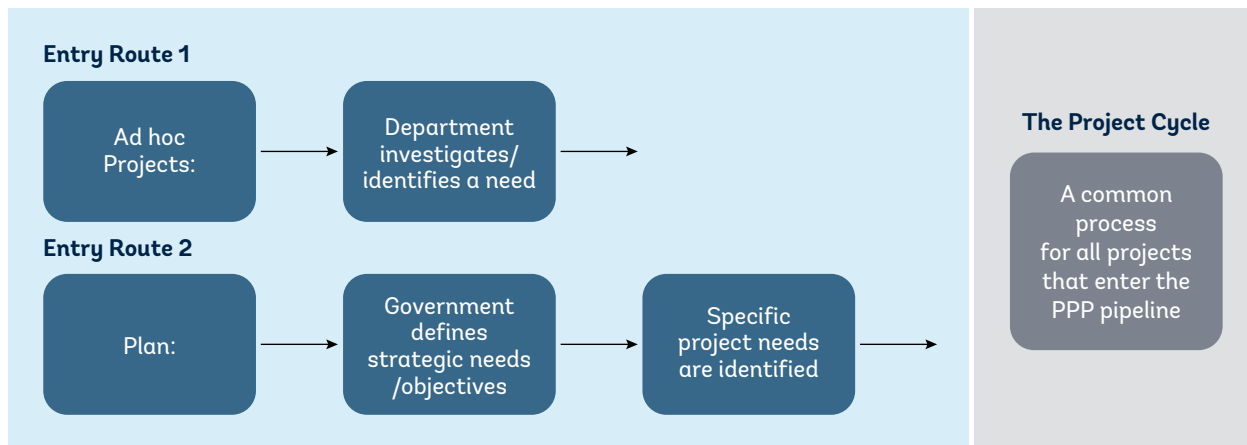 Entry Route 1
Ad hoc
Projects:
Department
investigates/
identifies a need
Entry Route 2
Plan:
Government
defines
strategic needs
/objectives
Specific
project needs
are identified
The Project Cycle
A common
process
for all projects
that enter the
PPP pipeline